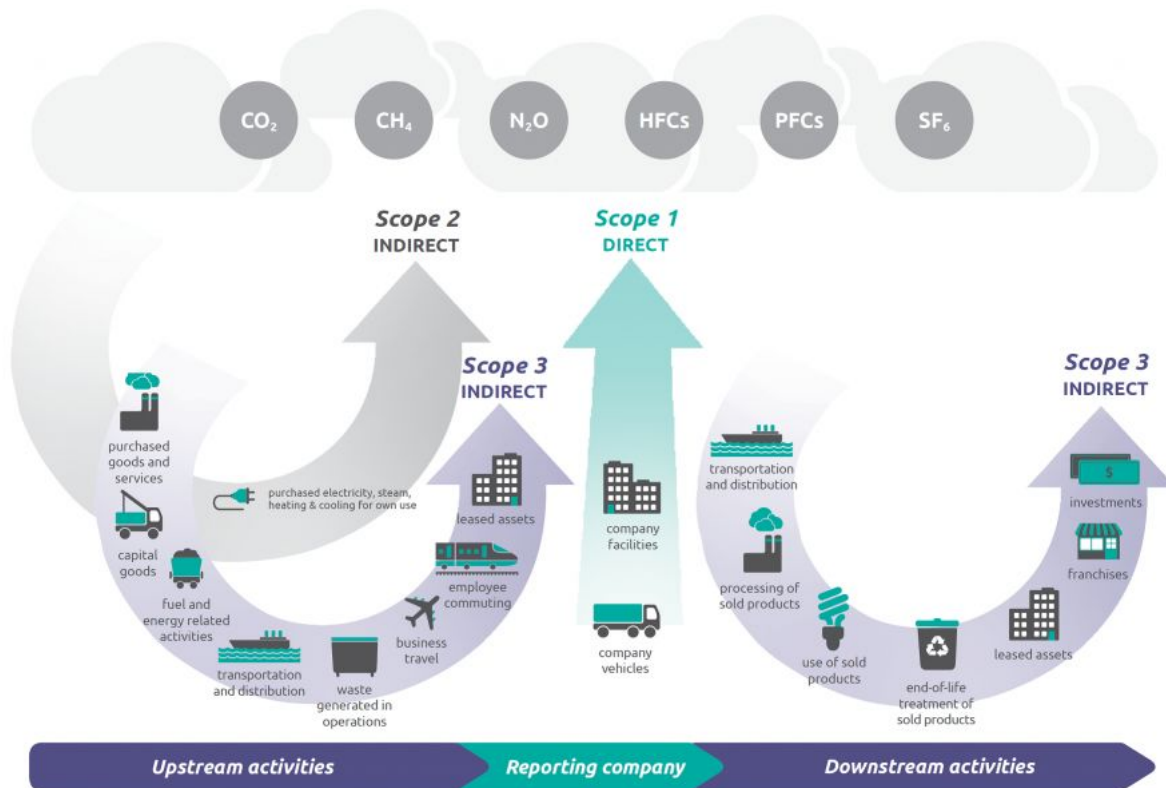 CO₂
CH₄
N₂O
HFCs
PFCs
SF₆
Scope 2
INDIRECT
Scope 1
DIRECT
Scope 3
INDIRECT
Scope 3
INDIRECT
purchased
goods and
services
capital
goods
fuel and
energy related
activities
transportation
and distribution
waste
generated in
operations
business
travel
employee
commuting
leased assets
purchased electricity, steam,
heating & cooling for own use
company
facilities
company
vehicles
transportation
and distribution
processing of
sold products
use of sold
products
end-of-life
treatment of
sold products
leased assets
franchises
$
investments
Upstream activities
Reporting company
Downstream activities